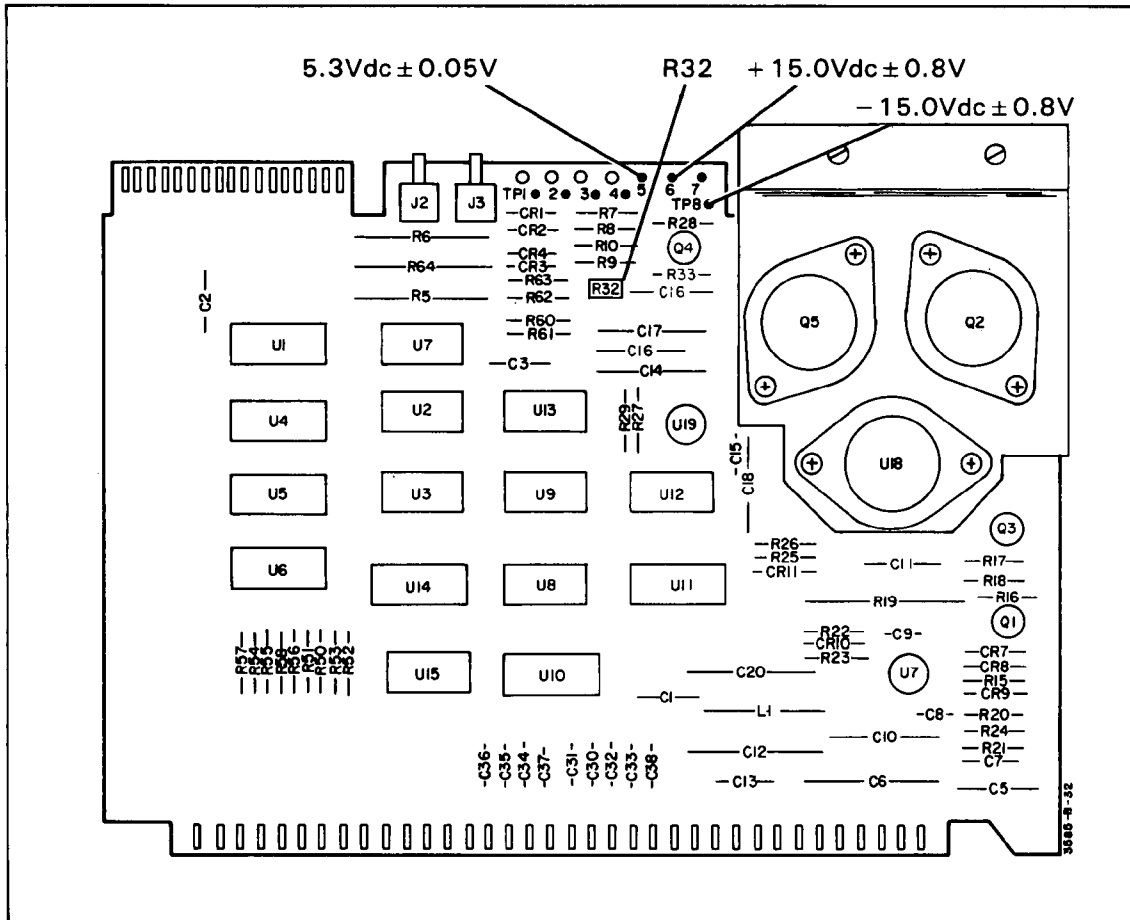 5.3Vdc ± 0.05V R32 + 15.0Vdc ± 0.8V
− 15.0Vdc ± 0.8V
J2 J3 TP1 2 3 4 5 6 7
TP8
CR1 R7
R28
CR2 R8
R6
R10
Q4
CR4
R9
R64 CR3
R33
R63
R32 C16
R5 R62
C2
R60
R61
C17
Q5 Q2
U1 U7
C16
C3
C14
U2 U13
R29
R27
U19
U4
C15
C18
U18
U5 U3 U9 U12
Q3
R26
R25
CR11
C11
R17
U6 U14 U8 U11
R18
R16
R19
Q1
R57
R54
R55
R58
R56
R51
R50
R53
R52
R22
CR10
R23
C9
CR7
CR8
R15
CR9
U15 U10
C20
U7
C1
L1
C8
R20
R24
C10
R21
C7
C36
C35
C34
C37
C31
C30
C32
C33
C38
C12
C13
C6
C5
3585-B-32